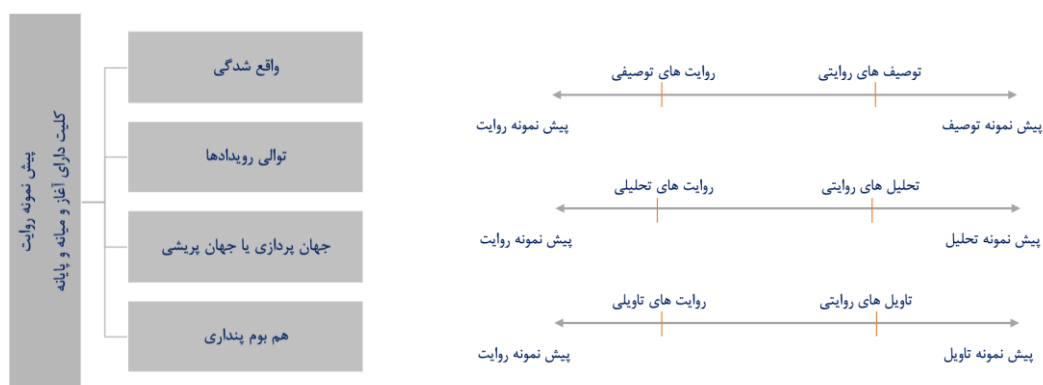 توصیف های روایتی
روایت های توصیفی
پیش نمونه توصیف
پیش نمونه روایت
تحلیل های روایتی
روایت های تحلیلی
پیش نمونه تحلیل
پیش نمونه روایت
تاویل های روایتی
روایت های تاویلی
پیش نمونه تاویل
پیش نمونه روایت
پیش نمونه روایت
کلیت دارای آغاز و میانه و پایانه
واقع شدگی
توالی رویدادها
جهان پردازی یا جهان پریشی
هم بوم پنداری